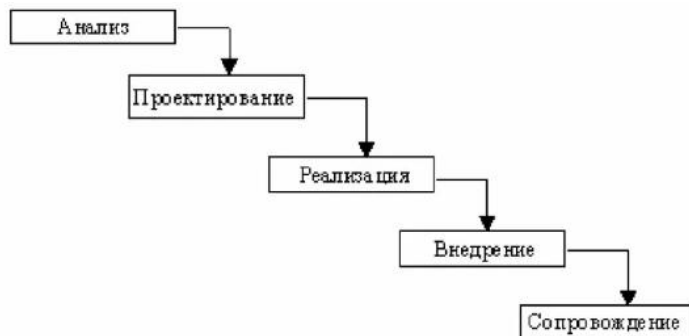 Анализ
Проектирование
Реализация
Внедрение
Сопровождение